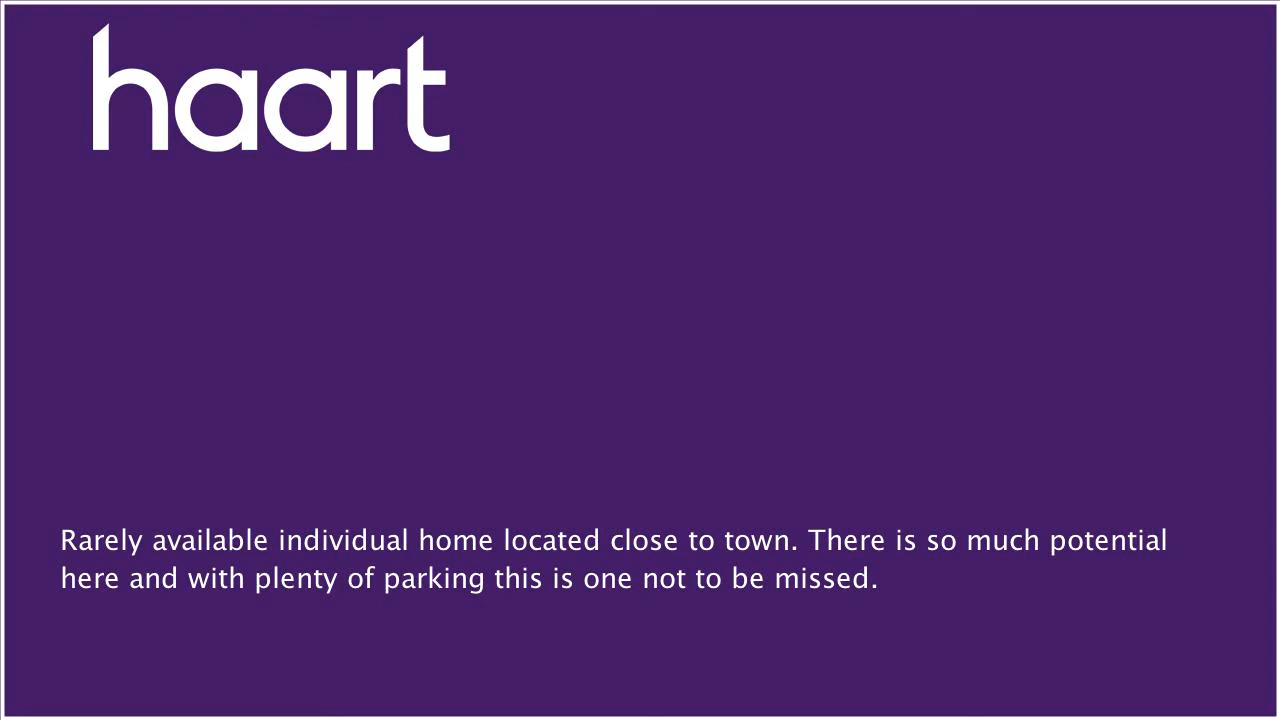 haart
Rarely available individual home located close to town. There is so much potential
here and with plenty of parking this is one not to be missed.